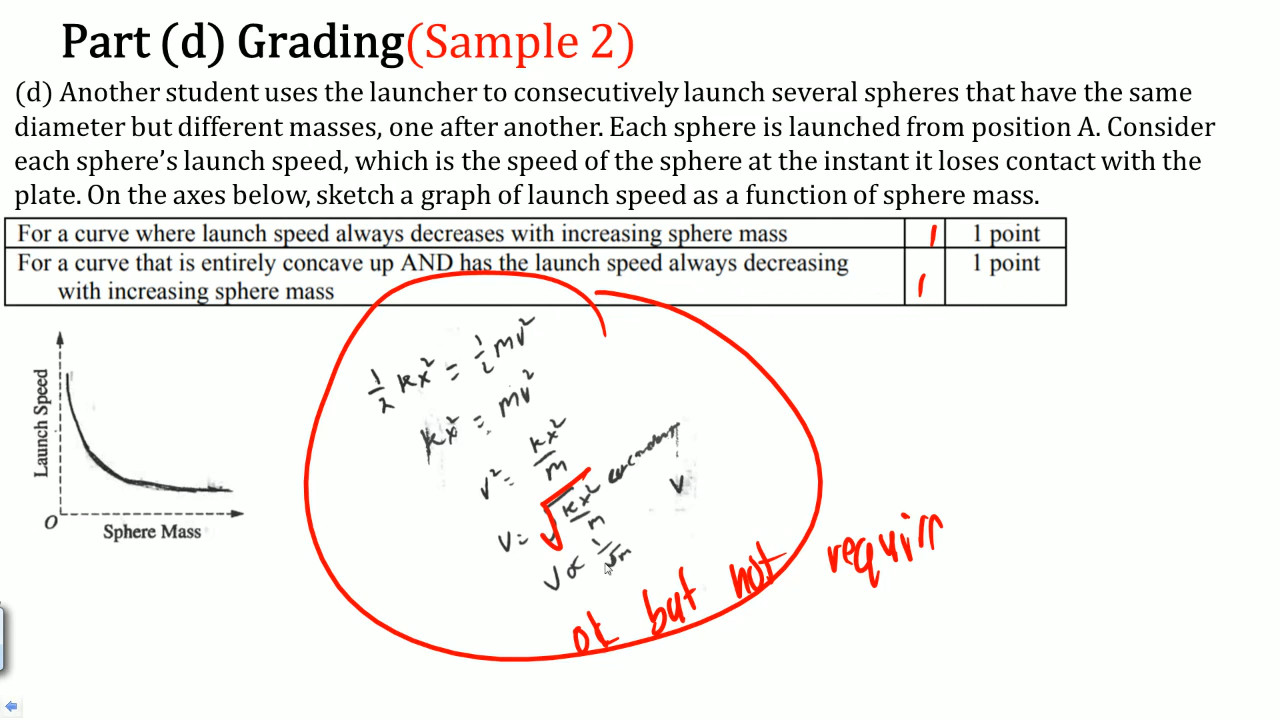 Part (d) Grading(Sample 2)
(d) Another student uses the launcher to consecutively launch several spheres that have the same
diameter but different masses, one after another. Each sphere is launched from position A. Consider
each sphere's launch speed, which is the speed of the sphere at the instant it loses contact with the
plate. On the axes below, sketch a graph of launch speed as a function of sphere mass.
For a curve where launch speed always decreases with increasing sphere mass 1 1 point
For a curve that is entirely concave up AND has the launch speed always decreasing 1 1 point
with increasing sphere mass
Launch Speed
O
Sphere Mass
1/2 kx² = 1/2 mv²
kx² = mv²
v² = kx²/m
v = √kx²/m
v
v ∝ 1/√m
ok but not requir